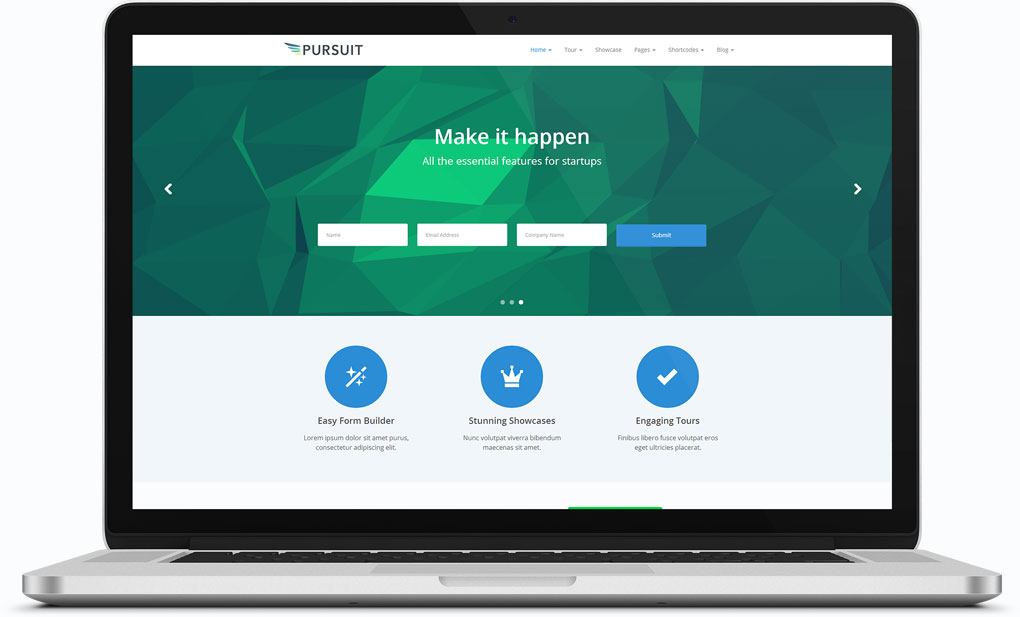 PURSUIT
Home Tour Showcase Pages Shortcodes Blog
Make it happen
All the essential features for startups
Name Email Address Company Name Submit
Easy Form Builder Stunning Showcases Engaging Tours
Lorem ipsum dolor sit amet purus,
consectetur adipiscing elit.
Nunc volutpat viverra bibendum
maecenas sit amet.
Finibus libero fusce volutpat eros
eget ultricies placerat.